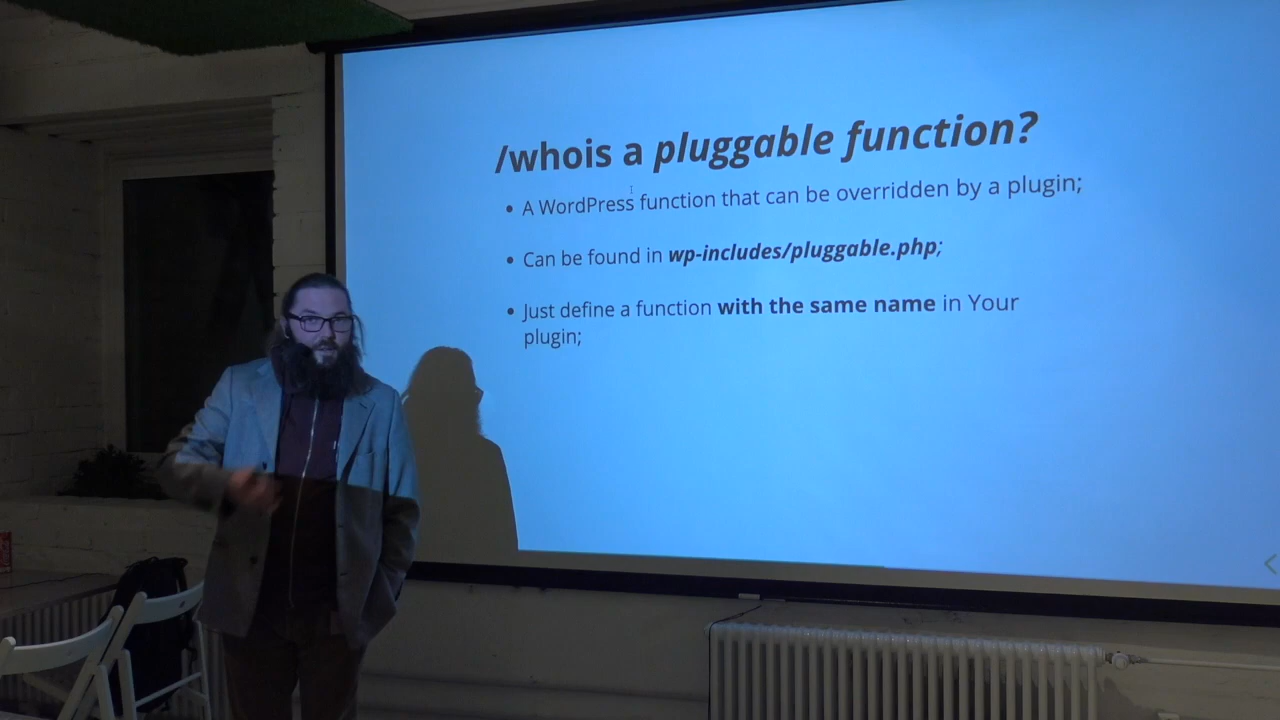 /whois a pluggable function?
• A WordPress function that can be overridden by a plugin;
• Can be found in wp-includes/pluggable.php;
• Just define a function with the same name in Your
plugin;